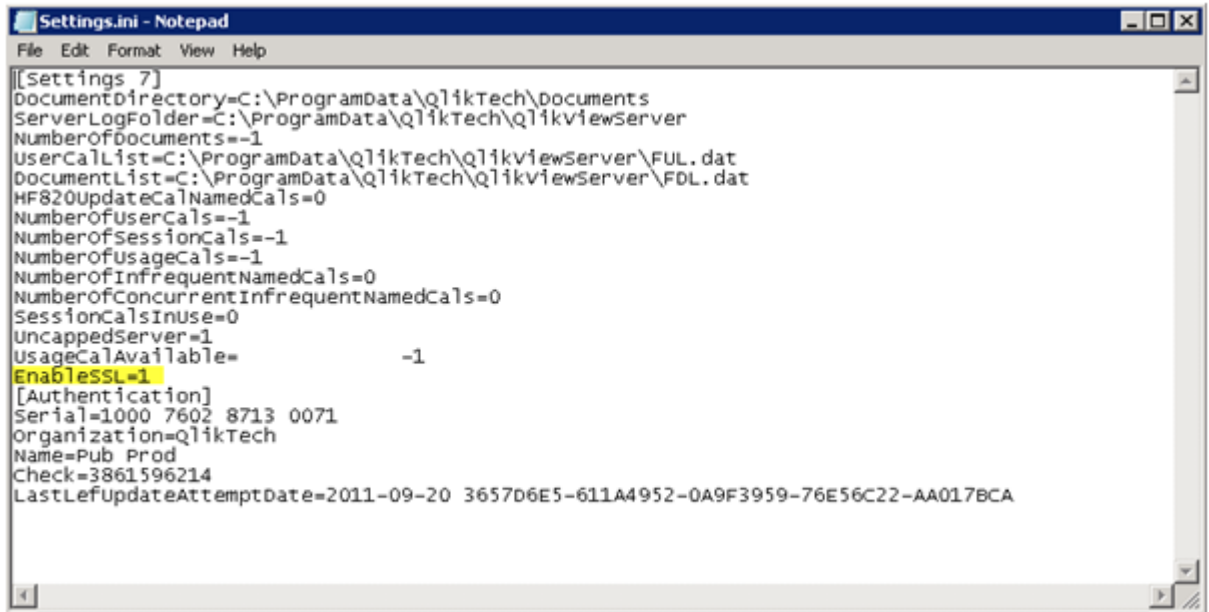 Settings.ini - Notepad
File Edit Format View Help
[Settings 7]
DocumentDirectory=C:\ProgramData\QlikTech\Documents
ServerLogFolder=C:\ProgramData\QlikTech\QlikViewServer
NumberOfDocuments=-1
UserCalList=C:\ProgramData\QlikTech\QlikViewServer\FUL.dat
DocumentList=C:\ProgramData\QlikTech\QlikViewServer\FDL.dat
HF820UpdateCalNamedCals=0
NumberOfUserCals=-1
NumberOfSessionCals=-1
NumberOfUsageCals=-1
NumberOfInfrequentNamedCals=0
NumberOfConcurrentInfrequentNamedCals=0
SessionCalsInUse=0
UncappedServer=1
UsageCalAvailable=                -1
EnableSSL=1
[Authentication]
Serial=1000 7602 8713 0071
Organization=QlikTech
Name=Pub Prod
Check=3861596214
LastLefUpdateAttemptDate=2011-09-20 3657D6E5-611A4952-0A9F3959-76E56C22-AA017BCA